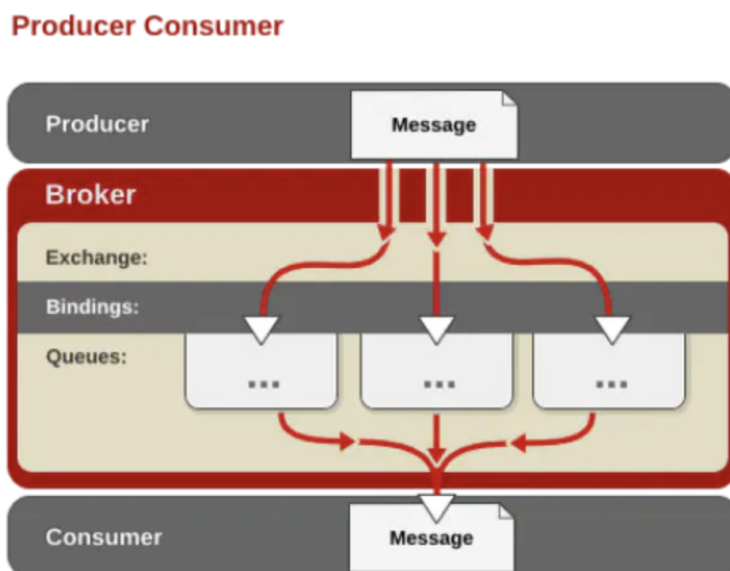 Producer Consumer
Producer
Message
Broker
Exchange:
Bindings:
Queues:
... ... ...
Consumer
Message